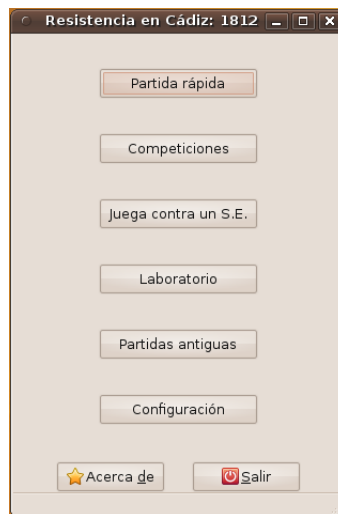 Resistencia en Cádiz: 1812
Partida rápida
Competiciones
Juega contra un S.E.
Laboratorio
Partidas antiguas
Configuración
Acerca de
Salir